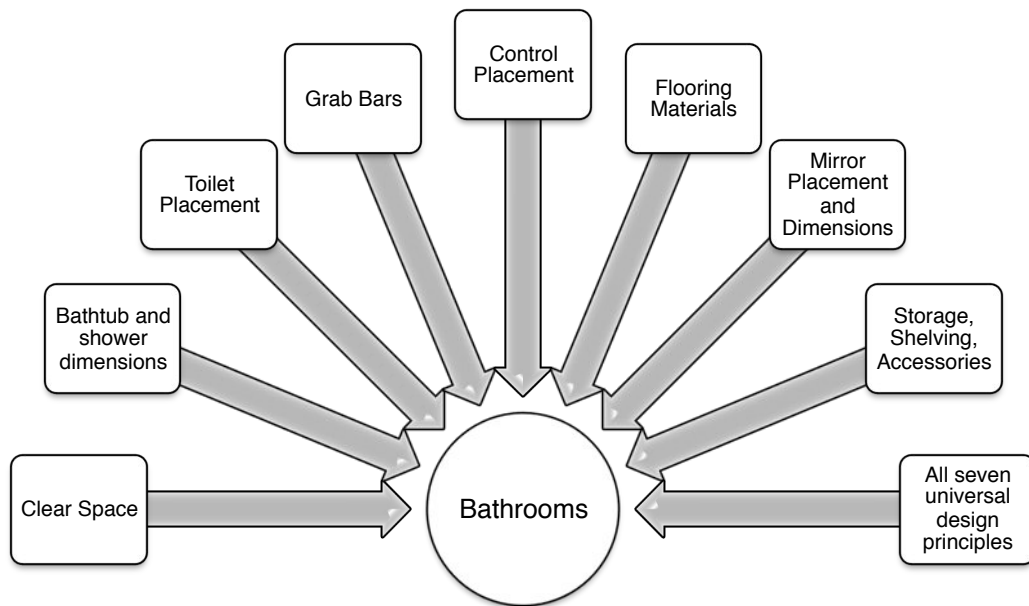 Clear Space
Bathtub and
shower
dimensions
Toilet
Placement
Grab Bars
Control
Placement
Flooring
Materials
Mirror
Placement
and
Dimensions
Storage,
Shelving,
Accessories
All seven
universal
design
principles
Bathrooms